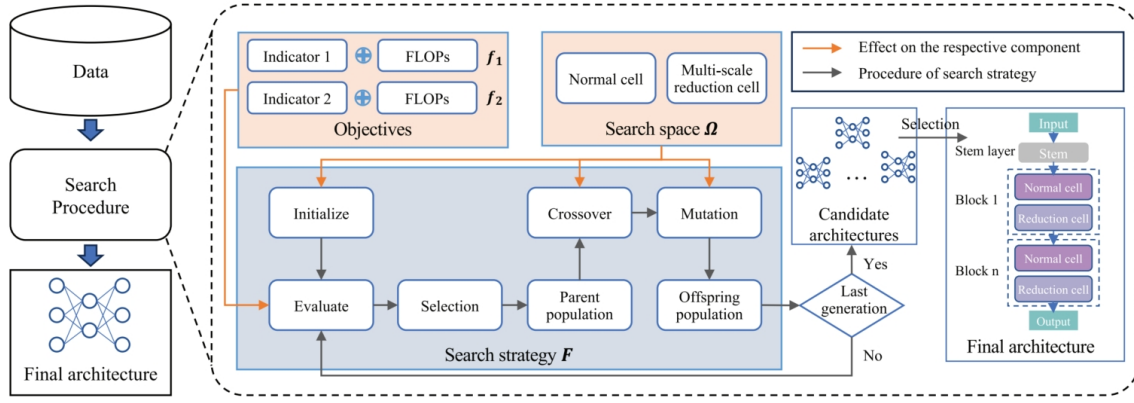 Data
Search
Procedure
Final architecture
Indicator 1
FLOPs
f₁
Indicator 2
FLOPs
f₂
Objectives
Normal cell
Multi-scale
reduction cell
Search space Ω
Effect on the respective component
Procedure of search strategy
Initialize
Crossover
Mutation
Evaluate
Selection
Parent
population
Offspring
population
Search strategy F
...
Candidate
architectures
Yes
Last
generation
No
Selection
Input
Stem layer
Stem
Block 1
Normal cell
Reduction cell
Block n
Normal cell
Reduction cell
Output
Final architecture